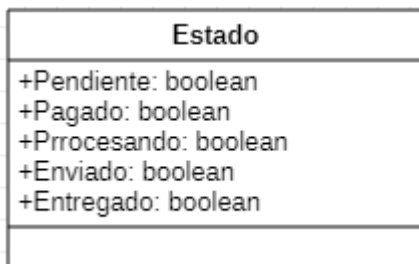 Estado
+Pendiente: boolean
+Pagado: boolean
+Prrocesando: boolean
+Enviado: boolean
+Entregado: boolean